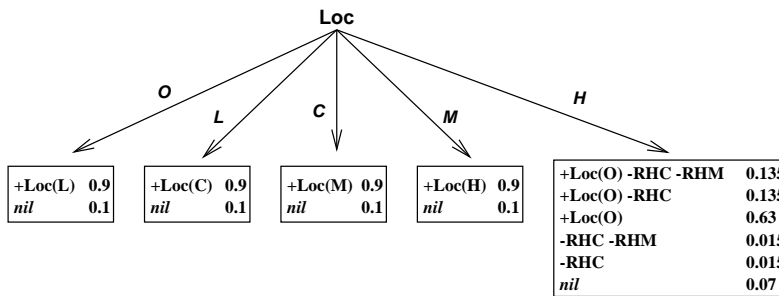 Loc
O
L
C
M
H
+Loc(L) 0.9
nil 0.1
+Loc(C) 0.9
nil 0.1
+Loc(M) 0.9
nil 0.1
+Loc(H) 0.9
nil 0.1
+Loc(O) -RHC -RHM 0.135
+Loc(O) -RHC 0.135
+Loc(O) 0.63
-RHC -RHM 0.015
-RHC 0.015
nil 0.07